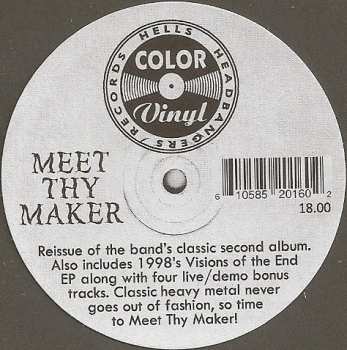 HELLS HEADBANGERS RECORDS
COLOR
Vinyl
MEET
THY
MAKER
6 10585 20160 2
18.00
Reissue of the band's classic second album.
Also includes 1998's Visions of the End
EP along with four live/demo bonus
tracks. Classic heavy metal never
goes out of fashion, so time
to Meet Thy Maker!